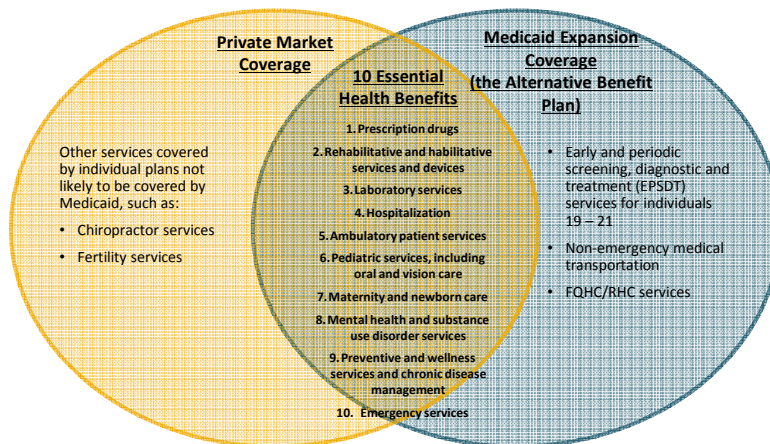 Private Market
Coverage
Other services covered
by individual plans not
likely to be covered by
Medicaid, such as:
• Chiropractor services
• Fertility services
10 Essential
Health Benefits
1. Prescription drugs
2. Rehabilitative and habilitative
services and devices
3. Laboratory services
4. Hospitalization
5. Ambulatory patient services
6. Pediatric services, including
oral and vision care
7. Maternity and newborn care
8. Mental health and substance
use disorder services
9. Preventive and wellness
services and chronic disease
management
10. Emergency services
Medicaid Expansion
Coverage
(the Alternative Benefit
Plan)
• Early and periodic
screening, diagnostic and
treatment (EPSDT)
services for individuals
19 – 21
• Non-emergency medical
transportation
• FQHC/RHC services